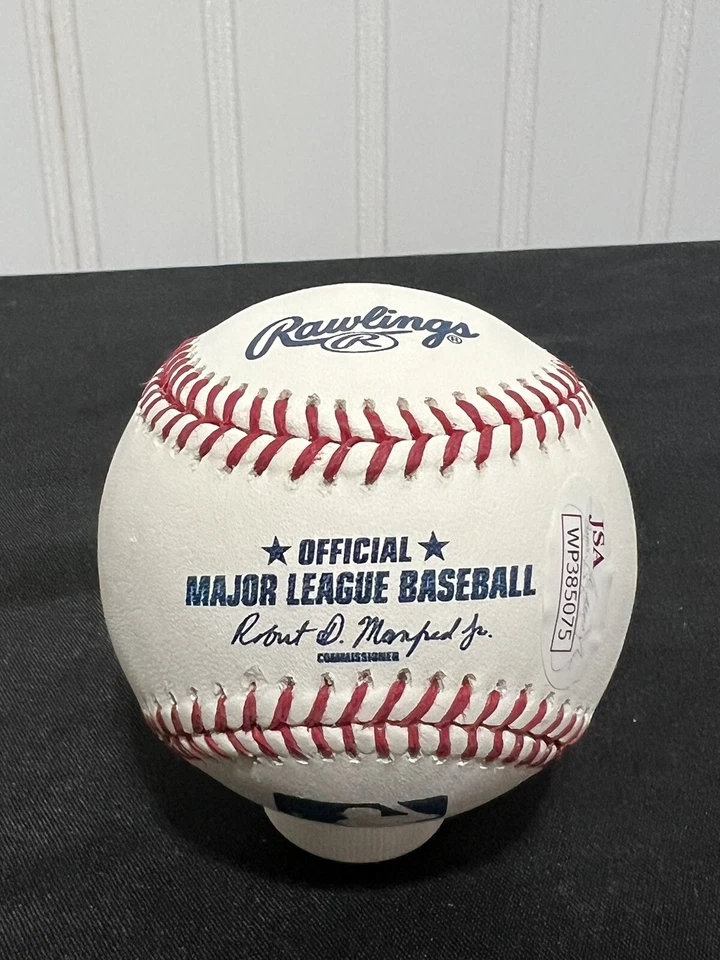 Rawlings®
R
★ OFFICIAL ★
MAJOR LEAGUE BASEBALL
Robert D. Manfred Jr.
COMMISSIONER
JSA
WP385075